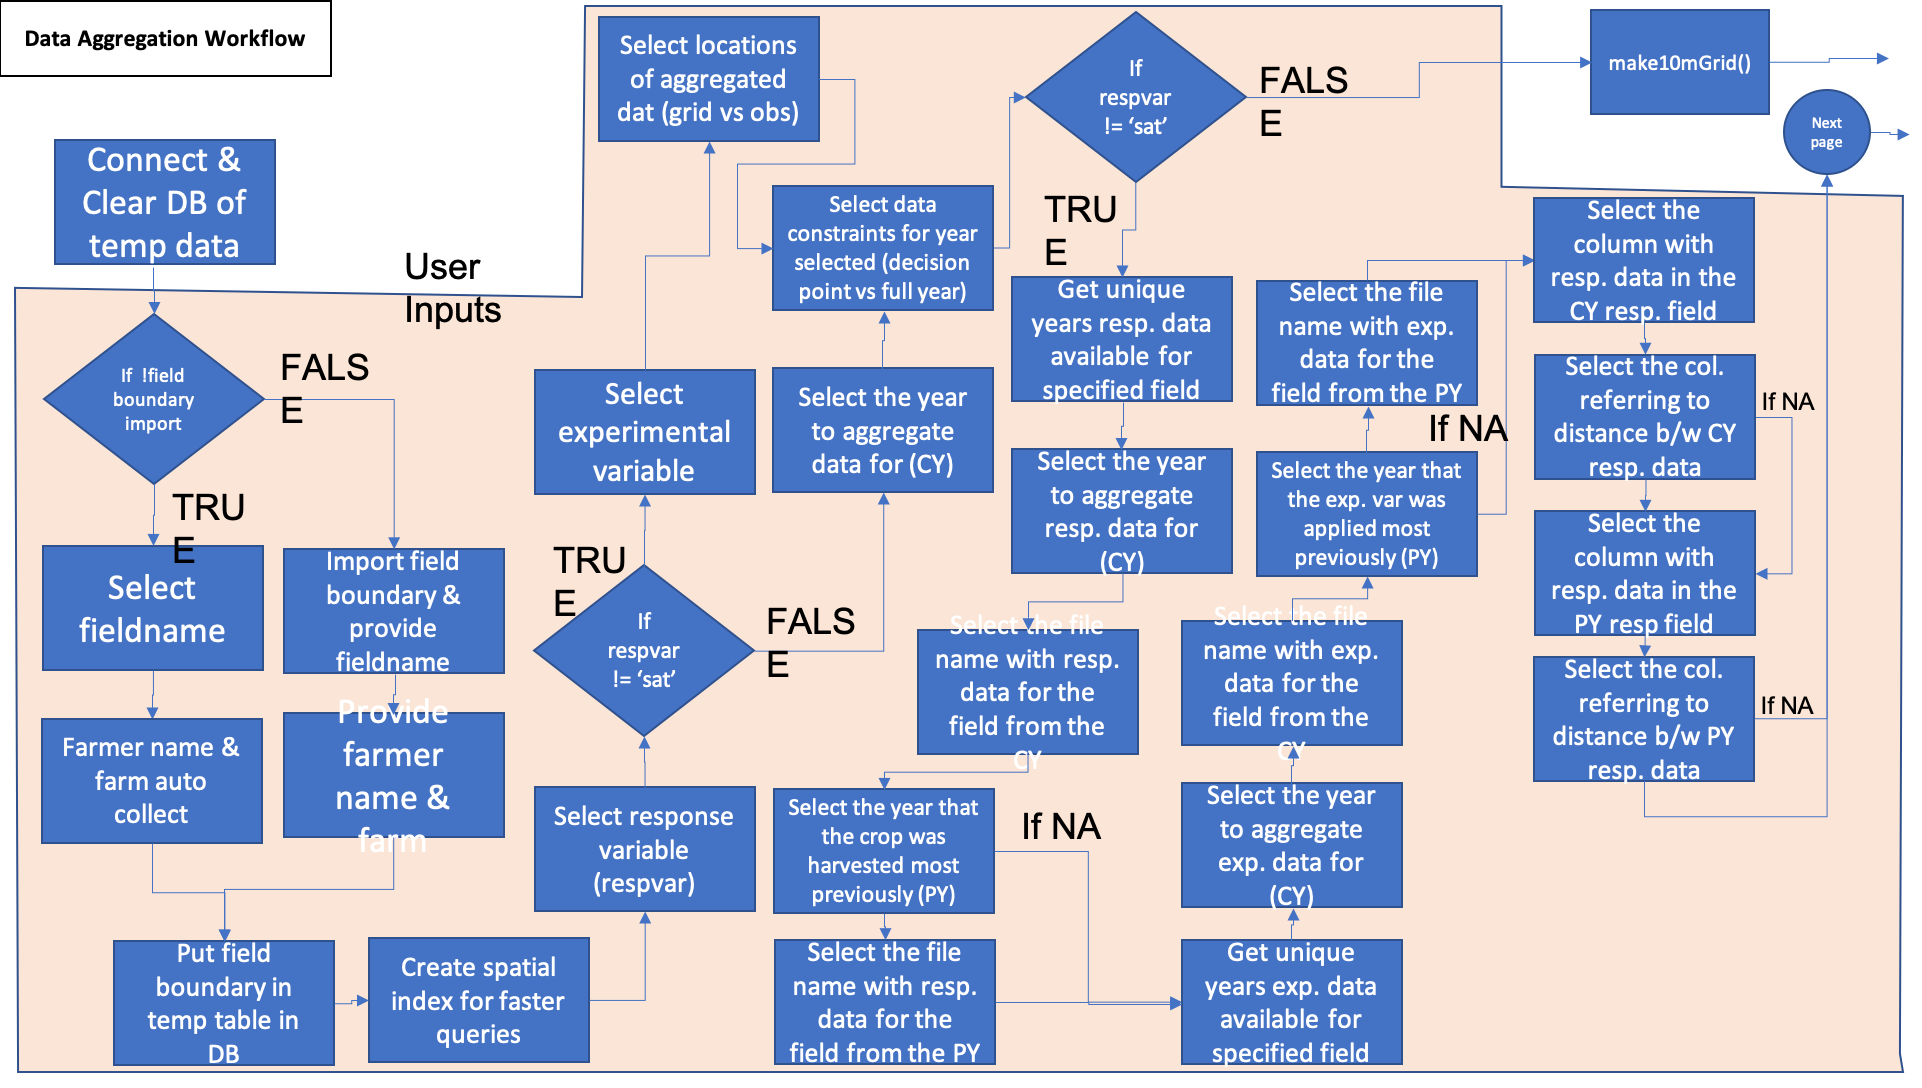 Data Aggregation Workflow
Connect &
Clear DB of
temp data
User
Inputs
If  !field
boundary
import
FALS
E
TRU
E
Select
fieldname
Import field
boundary &
provide
fieldname
Farmer name &
farm auto
collect
Provide
farmer
name &
farm
Put field
boundary in
temp table in
DB
Create spatial
index for faster
queries
Select response
variable
(respvar)
If
respvar
!= ‘sat’
TRU
E
FALS
E
Select
experimental
variable
Select locations
of aggregated
dat (grid vs obs)
Select the year
to aggregate
data for (CY)
Select data
constraints for year
selected (decision
point vs full year)
If
respvar
!= ‘sat’
FALS
E
TRU
E
make10mGrid()
Next
page
Get unique
years resp. data
available for
specified field
Select the year
to aggregate
resp. data for
(CY)
Select the file
name with resp.
data for the
field from the
CY
Select the year that
the crop was
harvested most
previously (PY)
If NA
Select the file
name with resp.
data for the
field from the PY
Get unique
years exp. data
available for
specified field
Select the year
to aggregate
exp. data for
(CY)
Select the file
name with exp.
data for the
field from the
CY
Select the year that
the exp. var was
applied most
previously (PY)
If NA
Select the file
name with exp.
data for the
field from the PY
Select the
column with
resp. data in the
CY resp. field
Select the col.
referring to
distance b/w CY
resp. data
If NA
Select the
column with
resp. data in the
PY resp field
Select the col.
referring to
distance b/w PY
resp. data
If NA